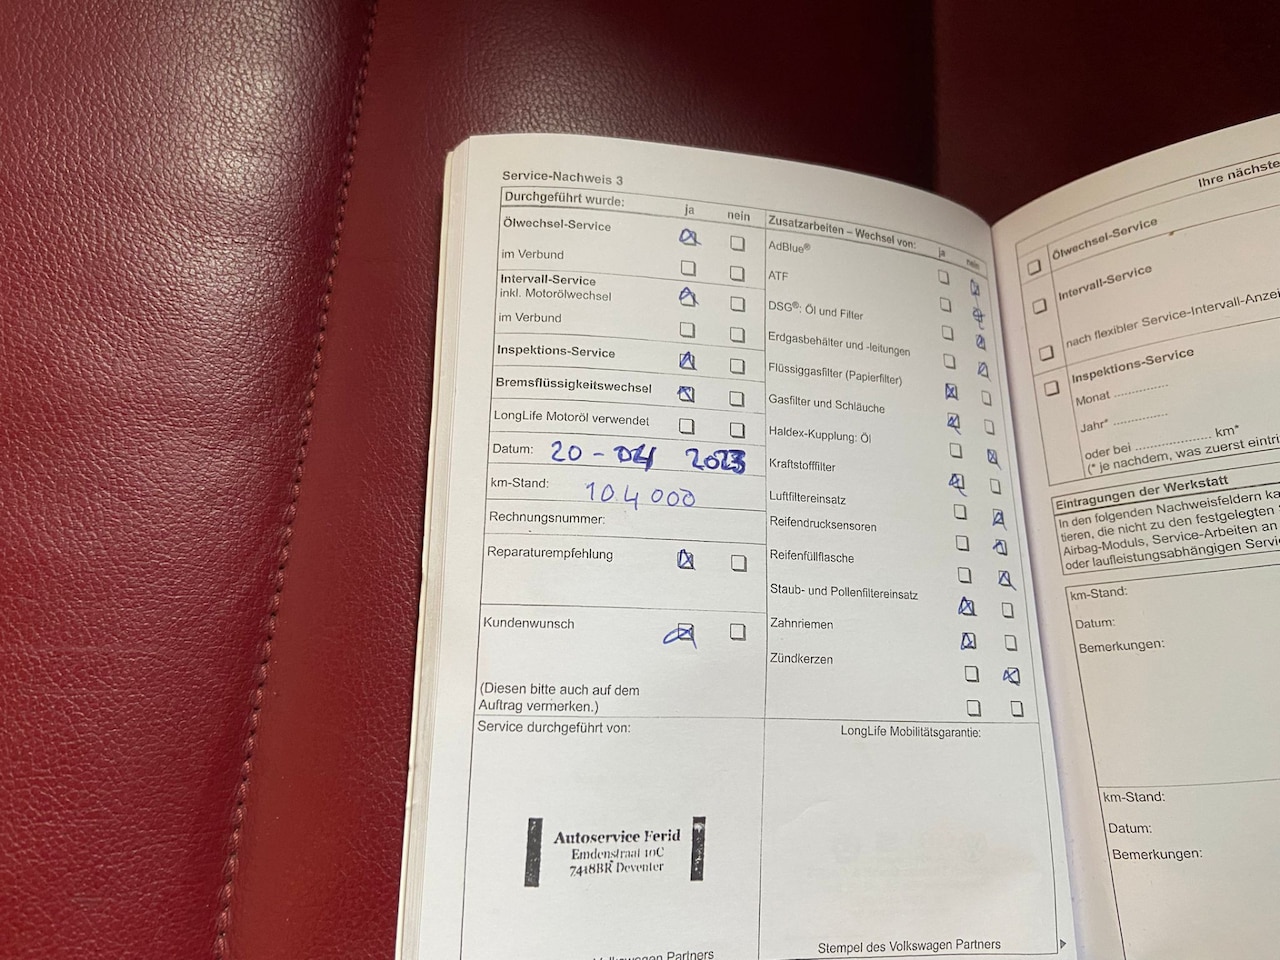 Service-Nachweis 3
Durchgeführt wurde: ja nein
Ölwechsel-Service
im Verbund
Intervall-Service
inkl. Motorölwechsel
im Verbund
Inspektions-Service
Bremsflüssigkeitswechsel
LongLife Motoröl verwendet
Datum: 20-04 2023
km-Stand: 104000
Rechnungsnummer:
Reparaturempfehlung
Kundenwunsch
(Diesen bitte auch auf dem
Auftrag vermerken.)
Service durchgeführt von:
Autoservice Ferid
Emdenstraat 10C
7418BR Deventer
Partners
Zusatzarbeiten – Wechsel von: ja nein
AdBlue®
ATF
DSG®: Öl und Filter
Erdgasbehälter und -leitungen
Flüssiggasfilter (Papierfilter)
Gasfilter und Schläuche
Haldex-Kupplung: Öl
Kraftstofffilter
Luftfiltereinsatz
Reifendrucksensoren
Reifenfüllflasche
Staub- und Pollenfiltereinsatz
Zahnriemen
Zündkerzen
LongLife Mobilitätsgarantie:
Stempel des Volkswagen Partners
Ihre nächste
Ölwechsel-Service
Intervall-Service
nach flexibler Service-Intervall-Anzei
Inspektions-Service
Monat ..............
Jahr* ..............
oder bei .................... km*
(* je nachdem, was zuerst eintri
Eintragungen der Werkstatt
In den folgenden Nachweisfeldern ka
tieren, die nicht zu den festgelegten
Airbag-Moduls, Service-Arbeiten an
oder laufleistungsabhängigen Servi
km-Stand:
Datum:
Bemerkungen:
km-Stand:
Datum:
Bemerkungen: